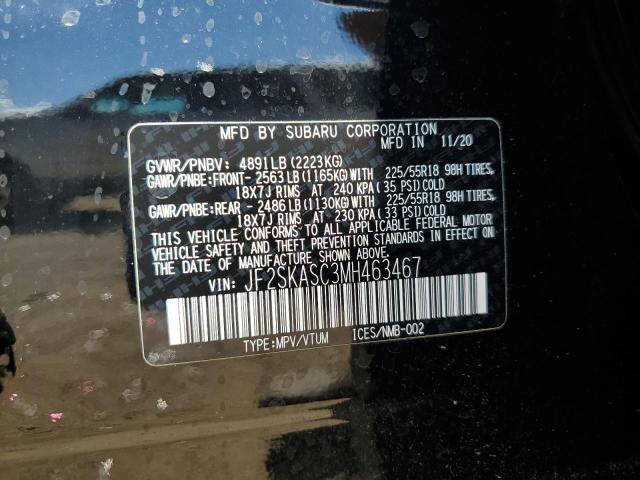 MFD BY SUBARU CORPORATION
MFD IN 11/20
GVWR/PNBV: 4891LB (2223KG)
GAWR/PNBE:FRONT- 2563LB (1165KG) WITH 225/55R18 98H TIRES,
18X7J RIMS AT 240 KPA (35 PSI) COLD
GAWR/PNBE:REAR - 2486LB (1130KG) WITH 225/55R18 98H TIRES,
18X7J RIMS AT 230 KPA (33 PSI) COLD
THIS VEHICLE CONFORMS TO ALL APPLICABLE FEDERAL MOTOR
VEHICLE SAFETY AND THEFT PREVENTION STANDARDS IN EFFECT ON
THE DATE OF MANUFACTURE SHOWN ABOVE.
VIN: JF2SKASC3MH463467
TYPE:MPV/VTUM ICES/NMB-002